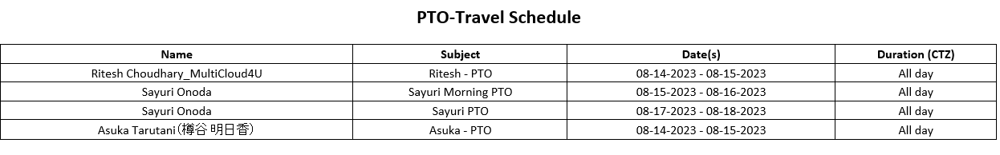 PTO-Travel Schedule
Name Subject Date(s) Duration (CTZ)
Ritesh Choudhary_MultiCloud4U Ritesh - PTO 08-14-2023 - 08-15-2023 All day
Sayuri Onoda Sayuri Morning PTO 08-15-2023 - 08-16-2023 All day
Sayuri Onoda Sayuri PTO 08-17-2023 - 08-18-2023 All day
Asuka Tarutani(樽谷 明日香) Asuka - PTO 08-14-2023 - 08-15-2023 All day